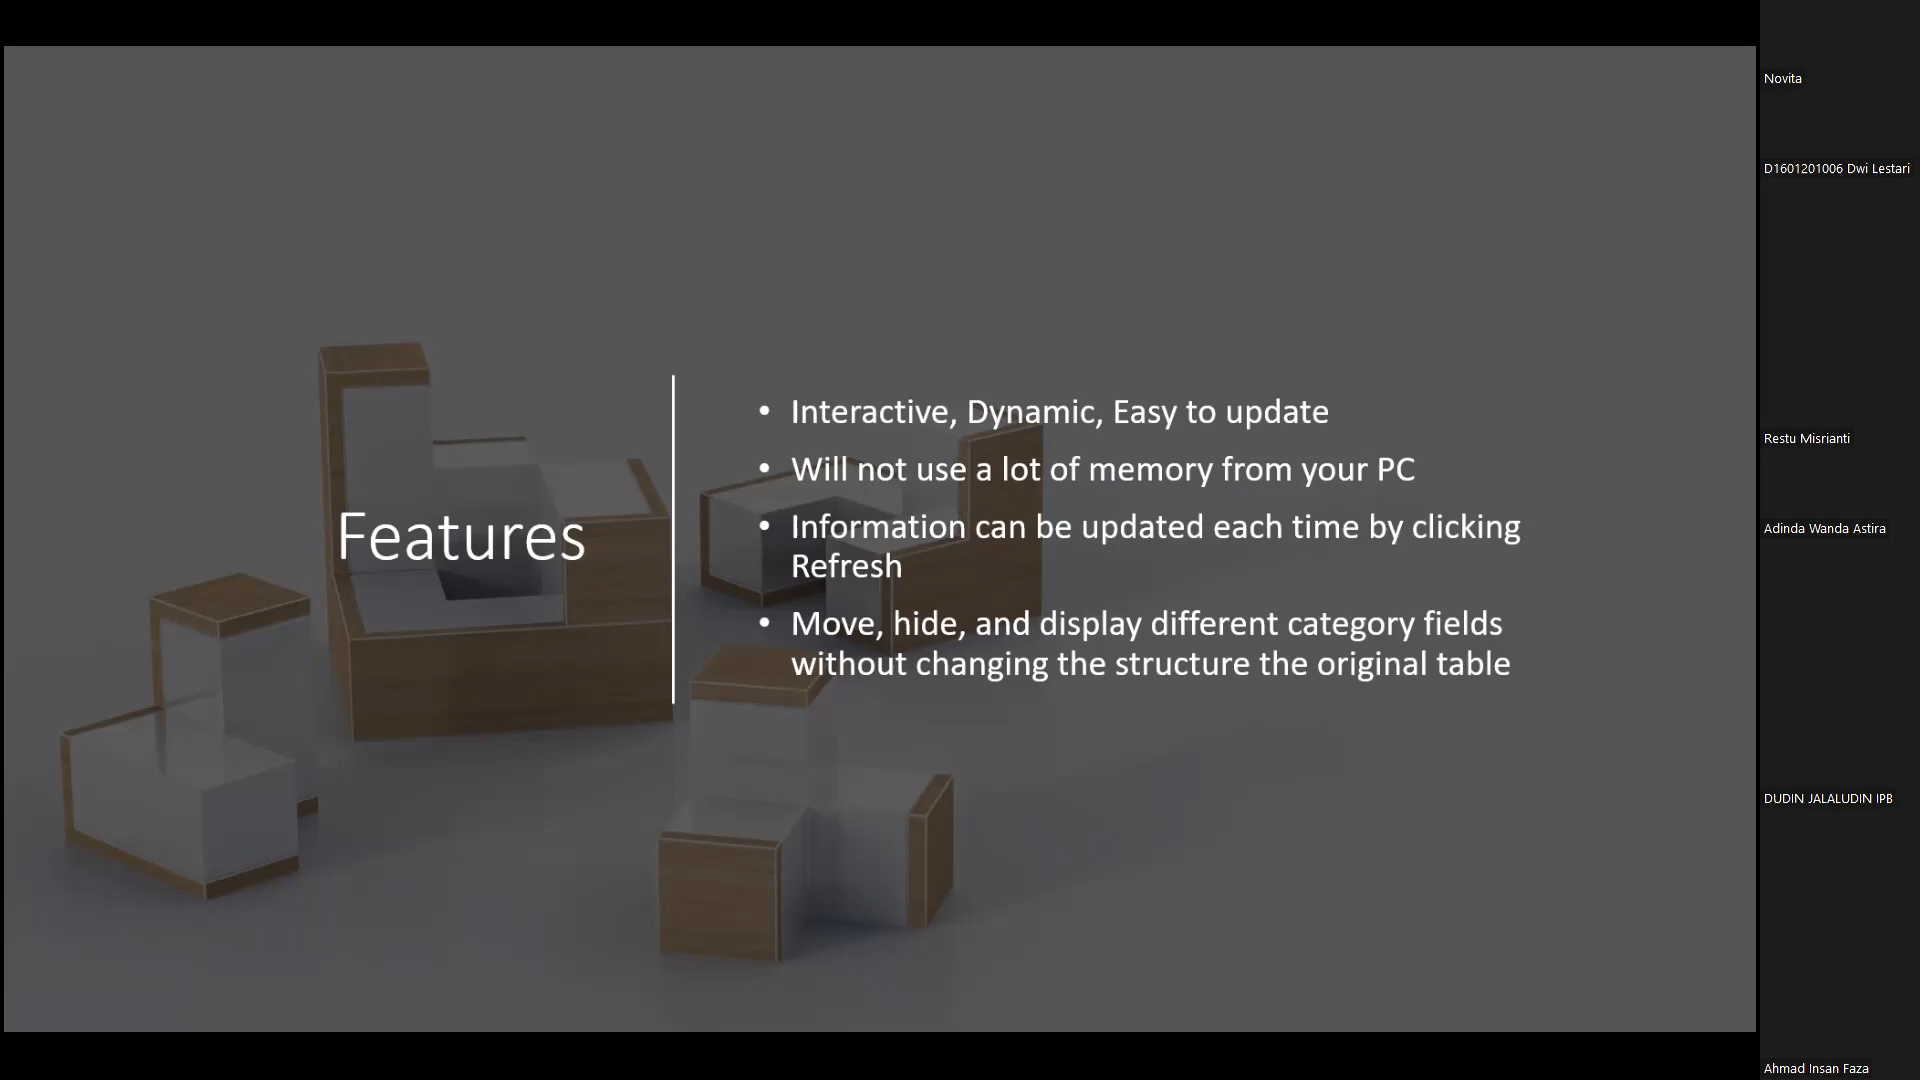 Features
• Interactive, Dynamic, Easy to update
• Will not use a lot of memory from your PC
• Information can be updated each time by clicking
Refresh
• Move, hide, and display different category fields
without changing the structure the original table
Novita
D1601201006 Dwi Lestari
Restu Misrianti
Adinda Wanda Astira
DUDIN JALALUDIN IPB
Ahmad Insan Faza